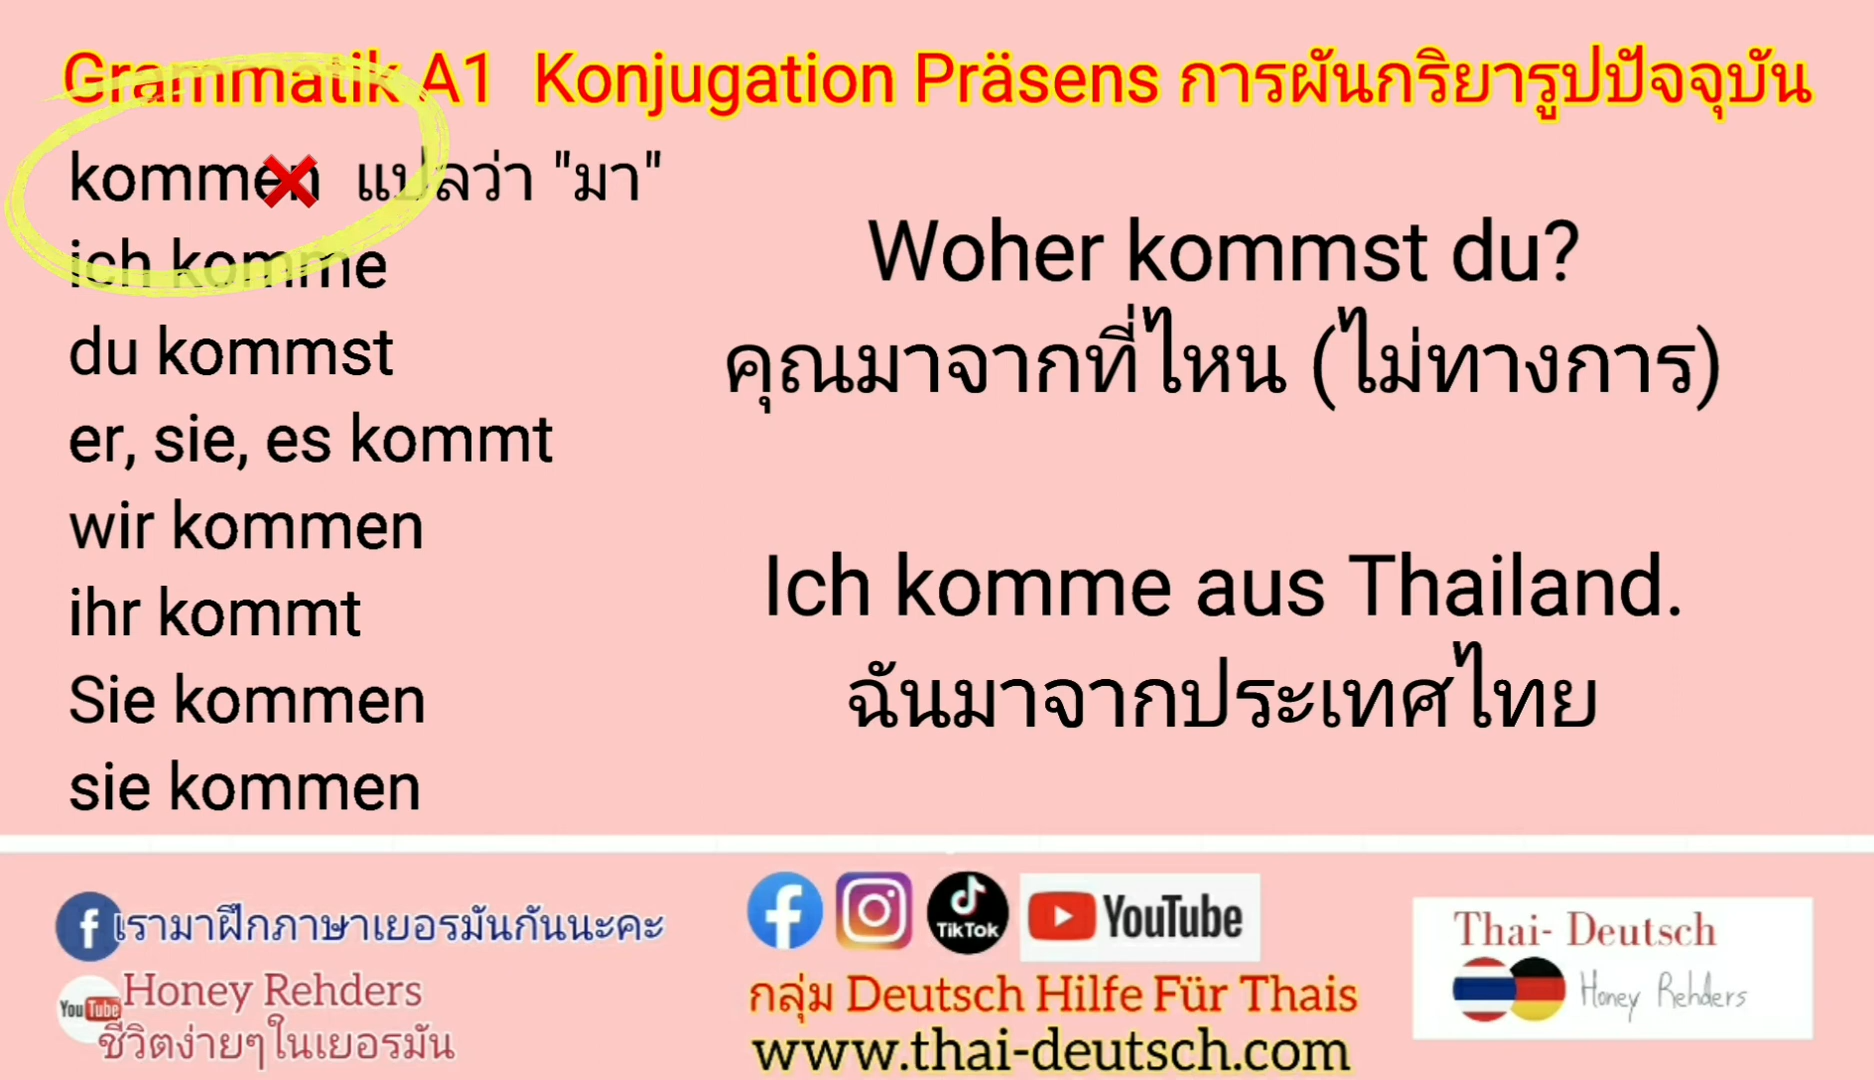 Grammatik A1 Konjugation Präsens การผันกริยารูปปัจจุบัน
kommen แปลว่า "มา"
ich komme
du kommst
er, sie, es kommt
wir kommen
ihr kommt
Sie kommen
sie kommen
Woher kommst du?
คุณมาจากที่ไหน (ไม่ทางการ)
Ich komme aus Thailand.
ฉันมาจากประเทศไทย
f เรามาฝึกภาษาเยอรมันกันนะคะ
YouTube Honey Rehders
ชีวิตง่ายๆในเยอรมัน
f TikTok YouTube
กลุ่ม Deutsch Hilfe Für Thais
www.thai-deutsch.com
Thai- Deutsch
Honey Rehders